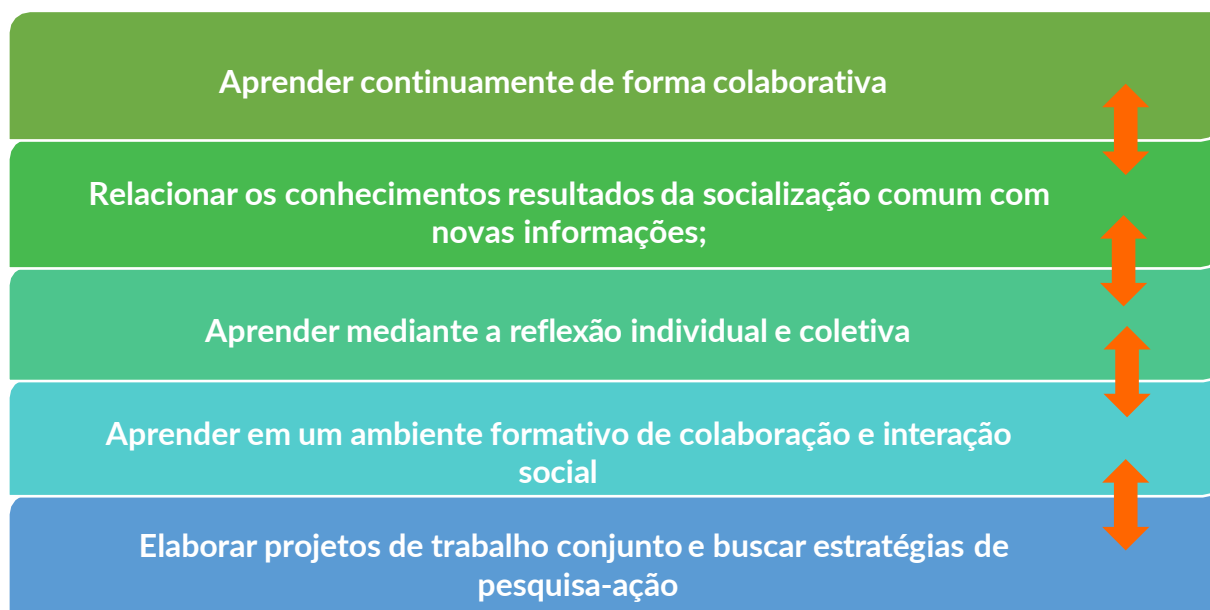 Aprender continuamente de forma colaborativa
Relacionar os conhecimentos resultados da socialização comum com
novas informações;
Aprender mediante a reflexão individual e coletiva
Aprender em um ambiente formativo de colaboração e interação
social
Elaborar projetos de trabalho conjunto e buscar estratégias de
pesquisa-ação